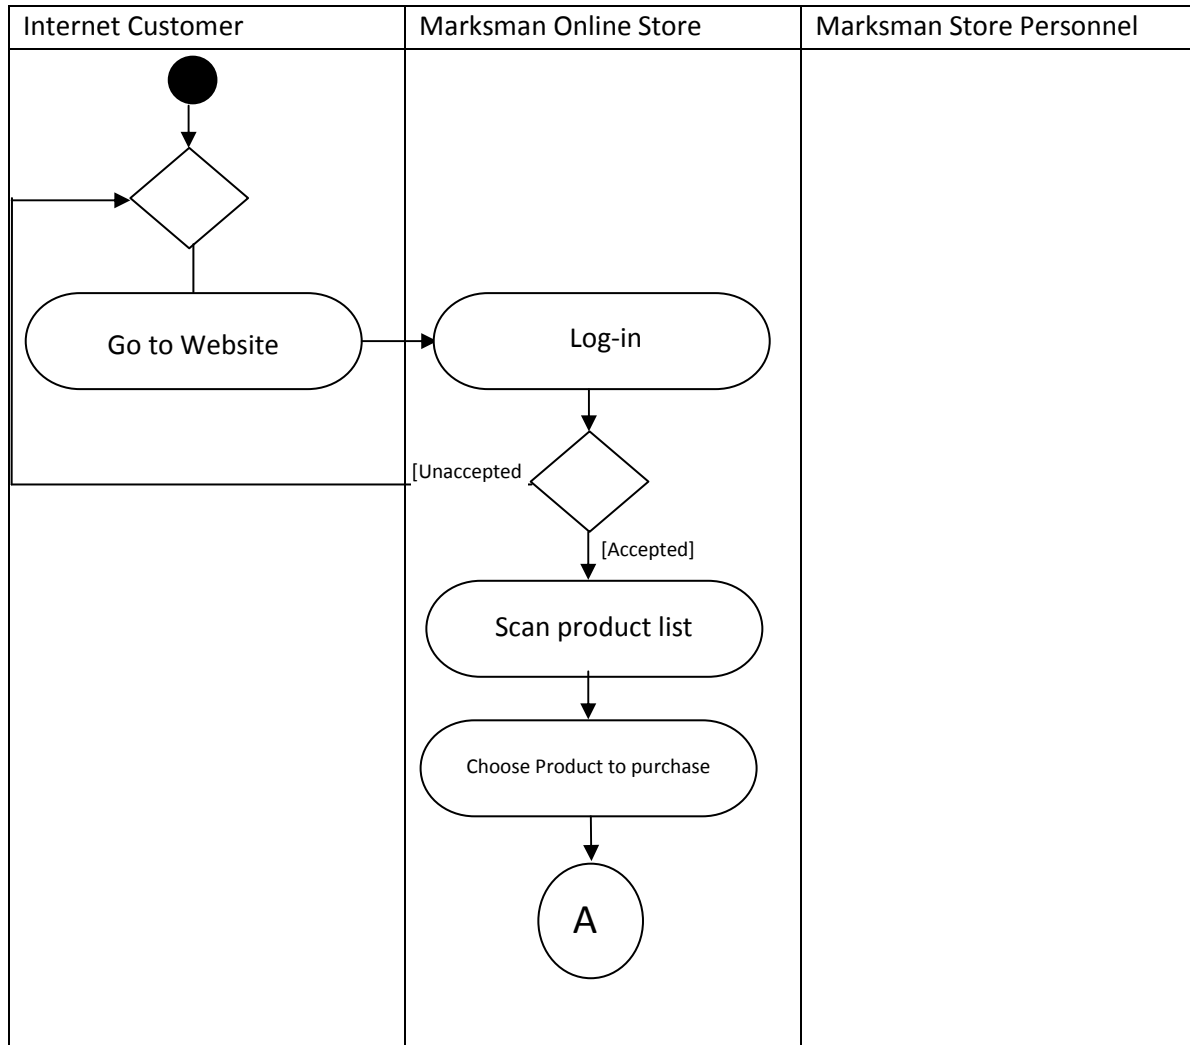 Internet Customer
Marksman Online Store
Marksman Store Personnel
Go to Website
Log-in
[Unaccepted
[Accepted]
Scan product list
Choose Product to purchase
A